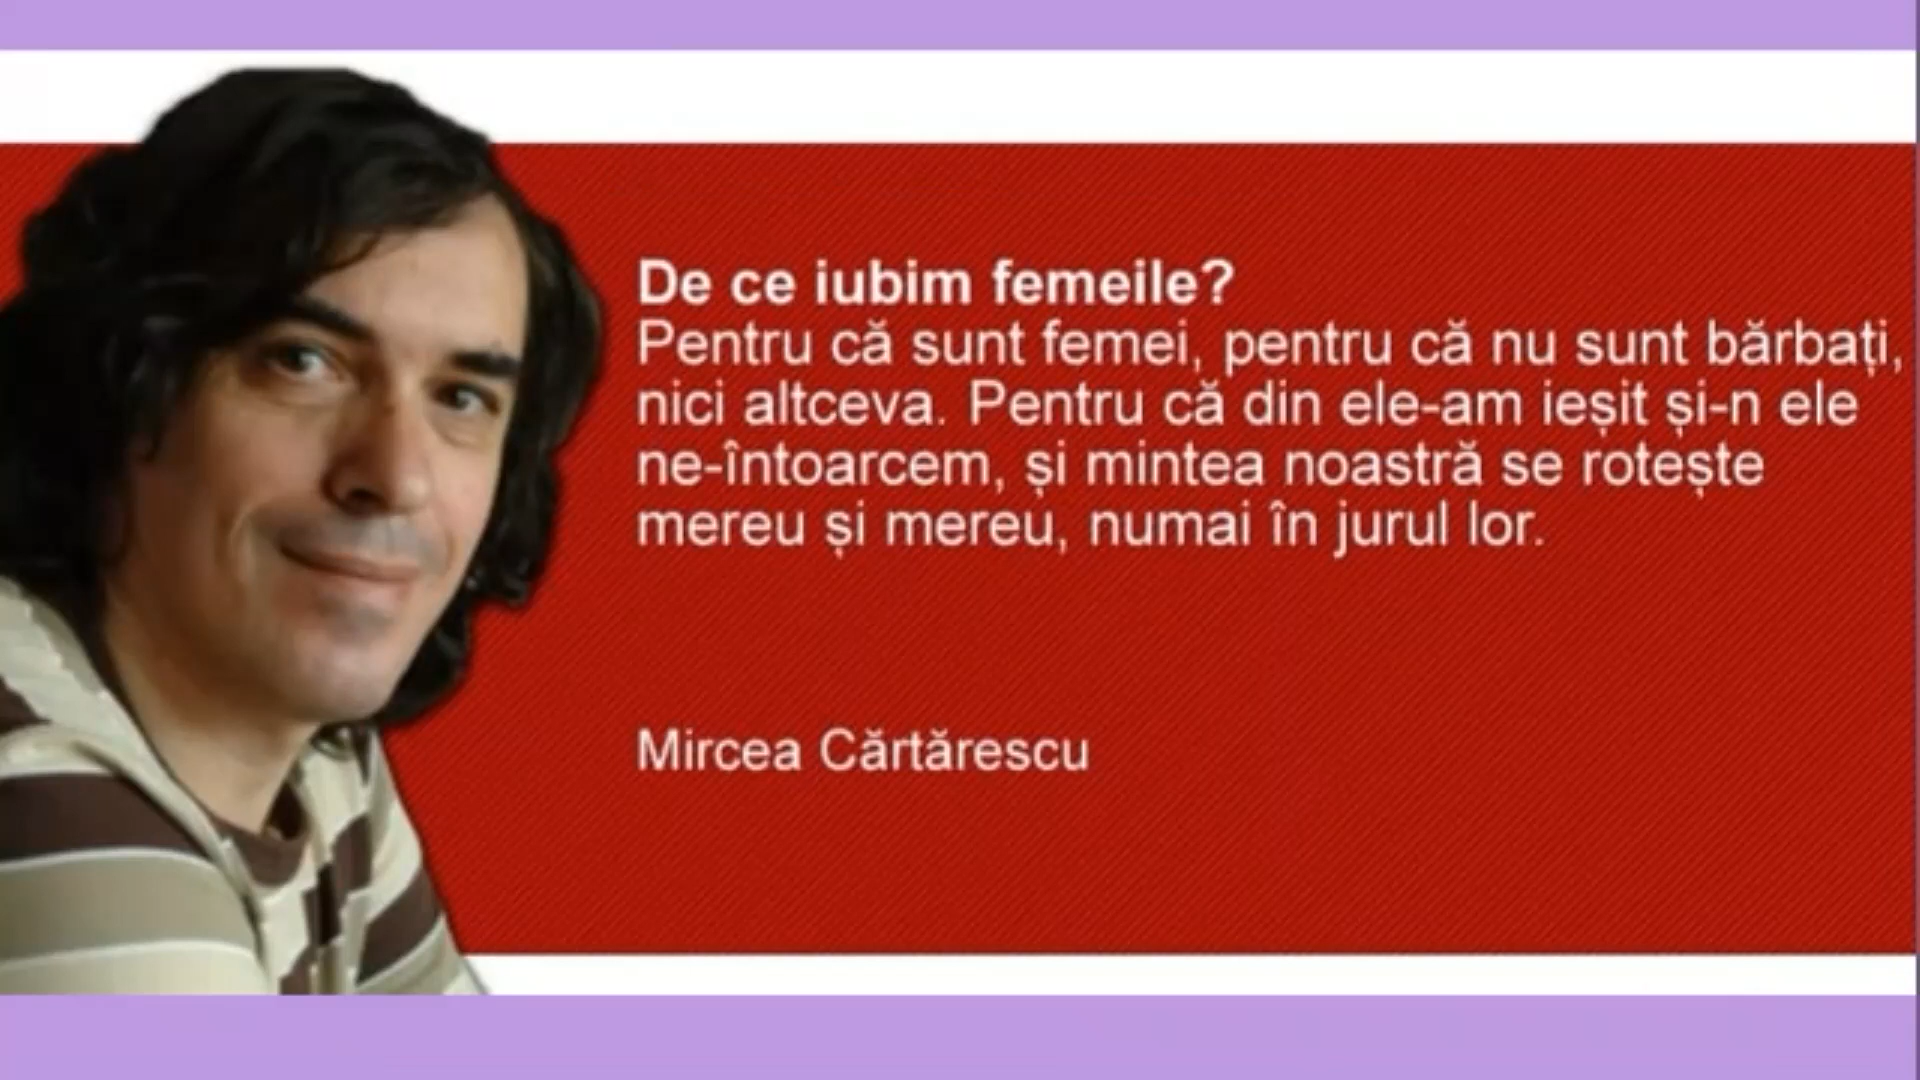 De ce iubim femeile?
Pentru că sunt femei, pentru că nu sunt bărbați,
nici altceva. Pentru că din ele-am ieșit și-n ele
ne-întoarcem, și mintea noastră se rotește
mereu și mereu, numai în jurul lor.
Mircea Cărtărescu